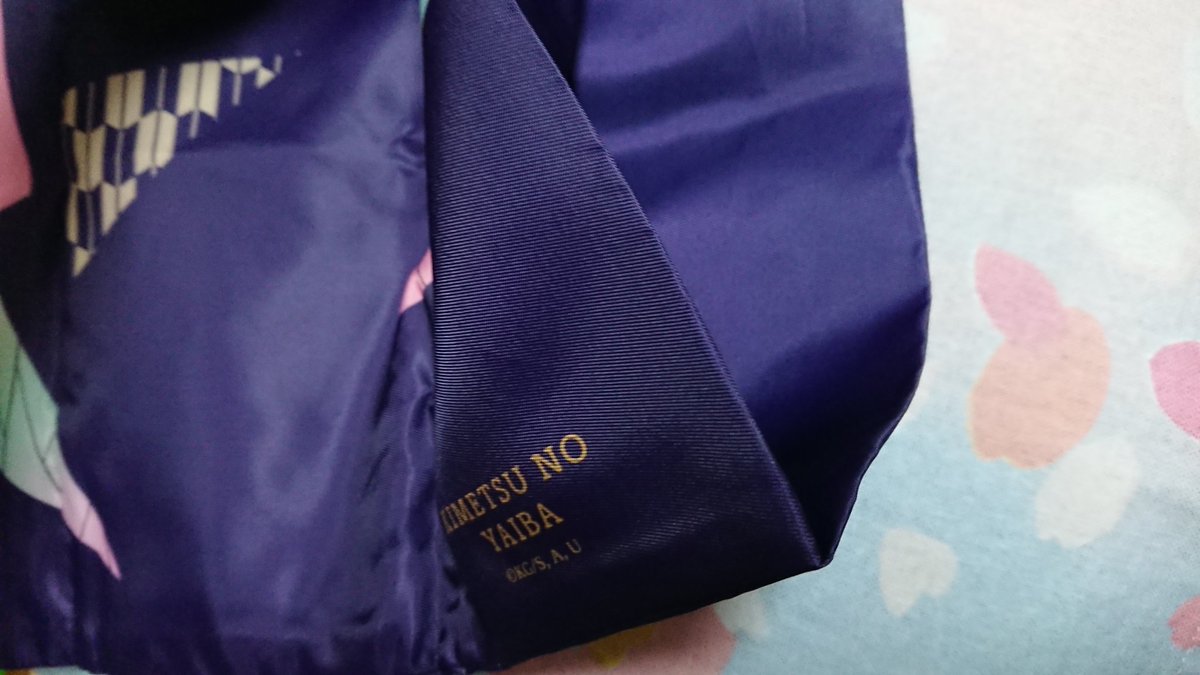 KIMETSU NO
YAIBA
©KG/S, A, U